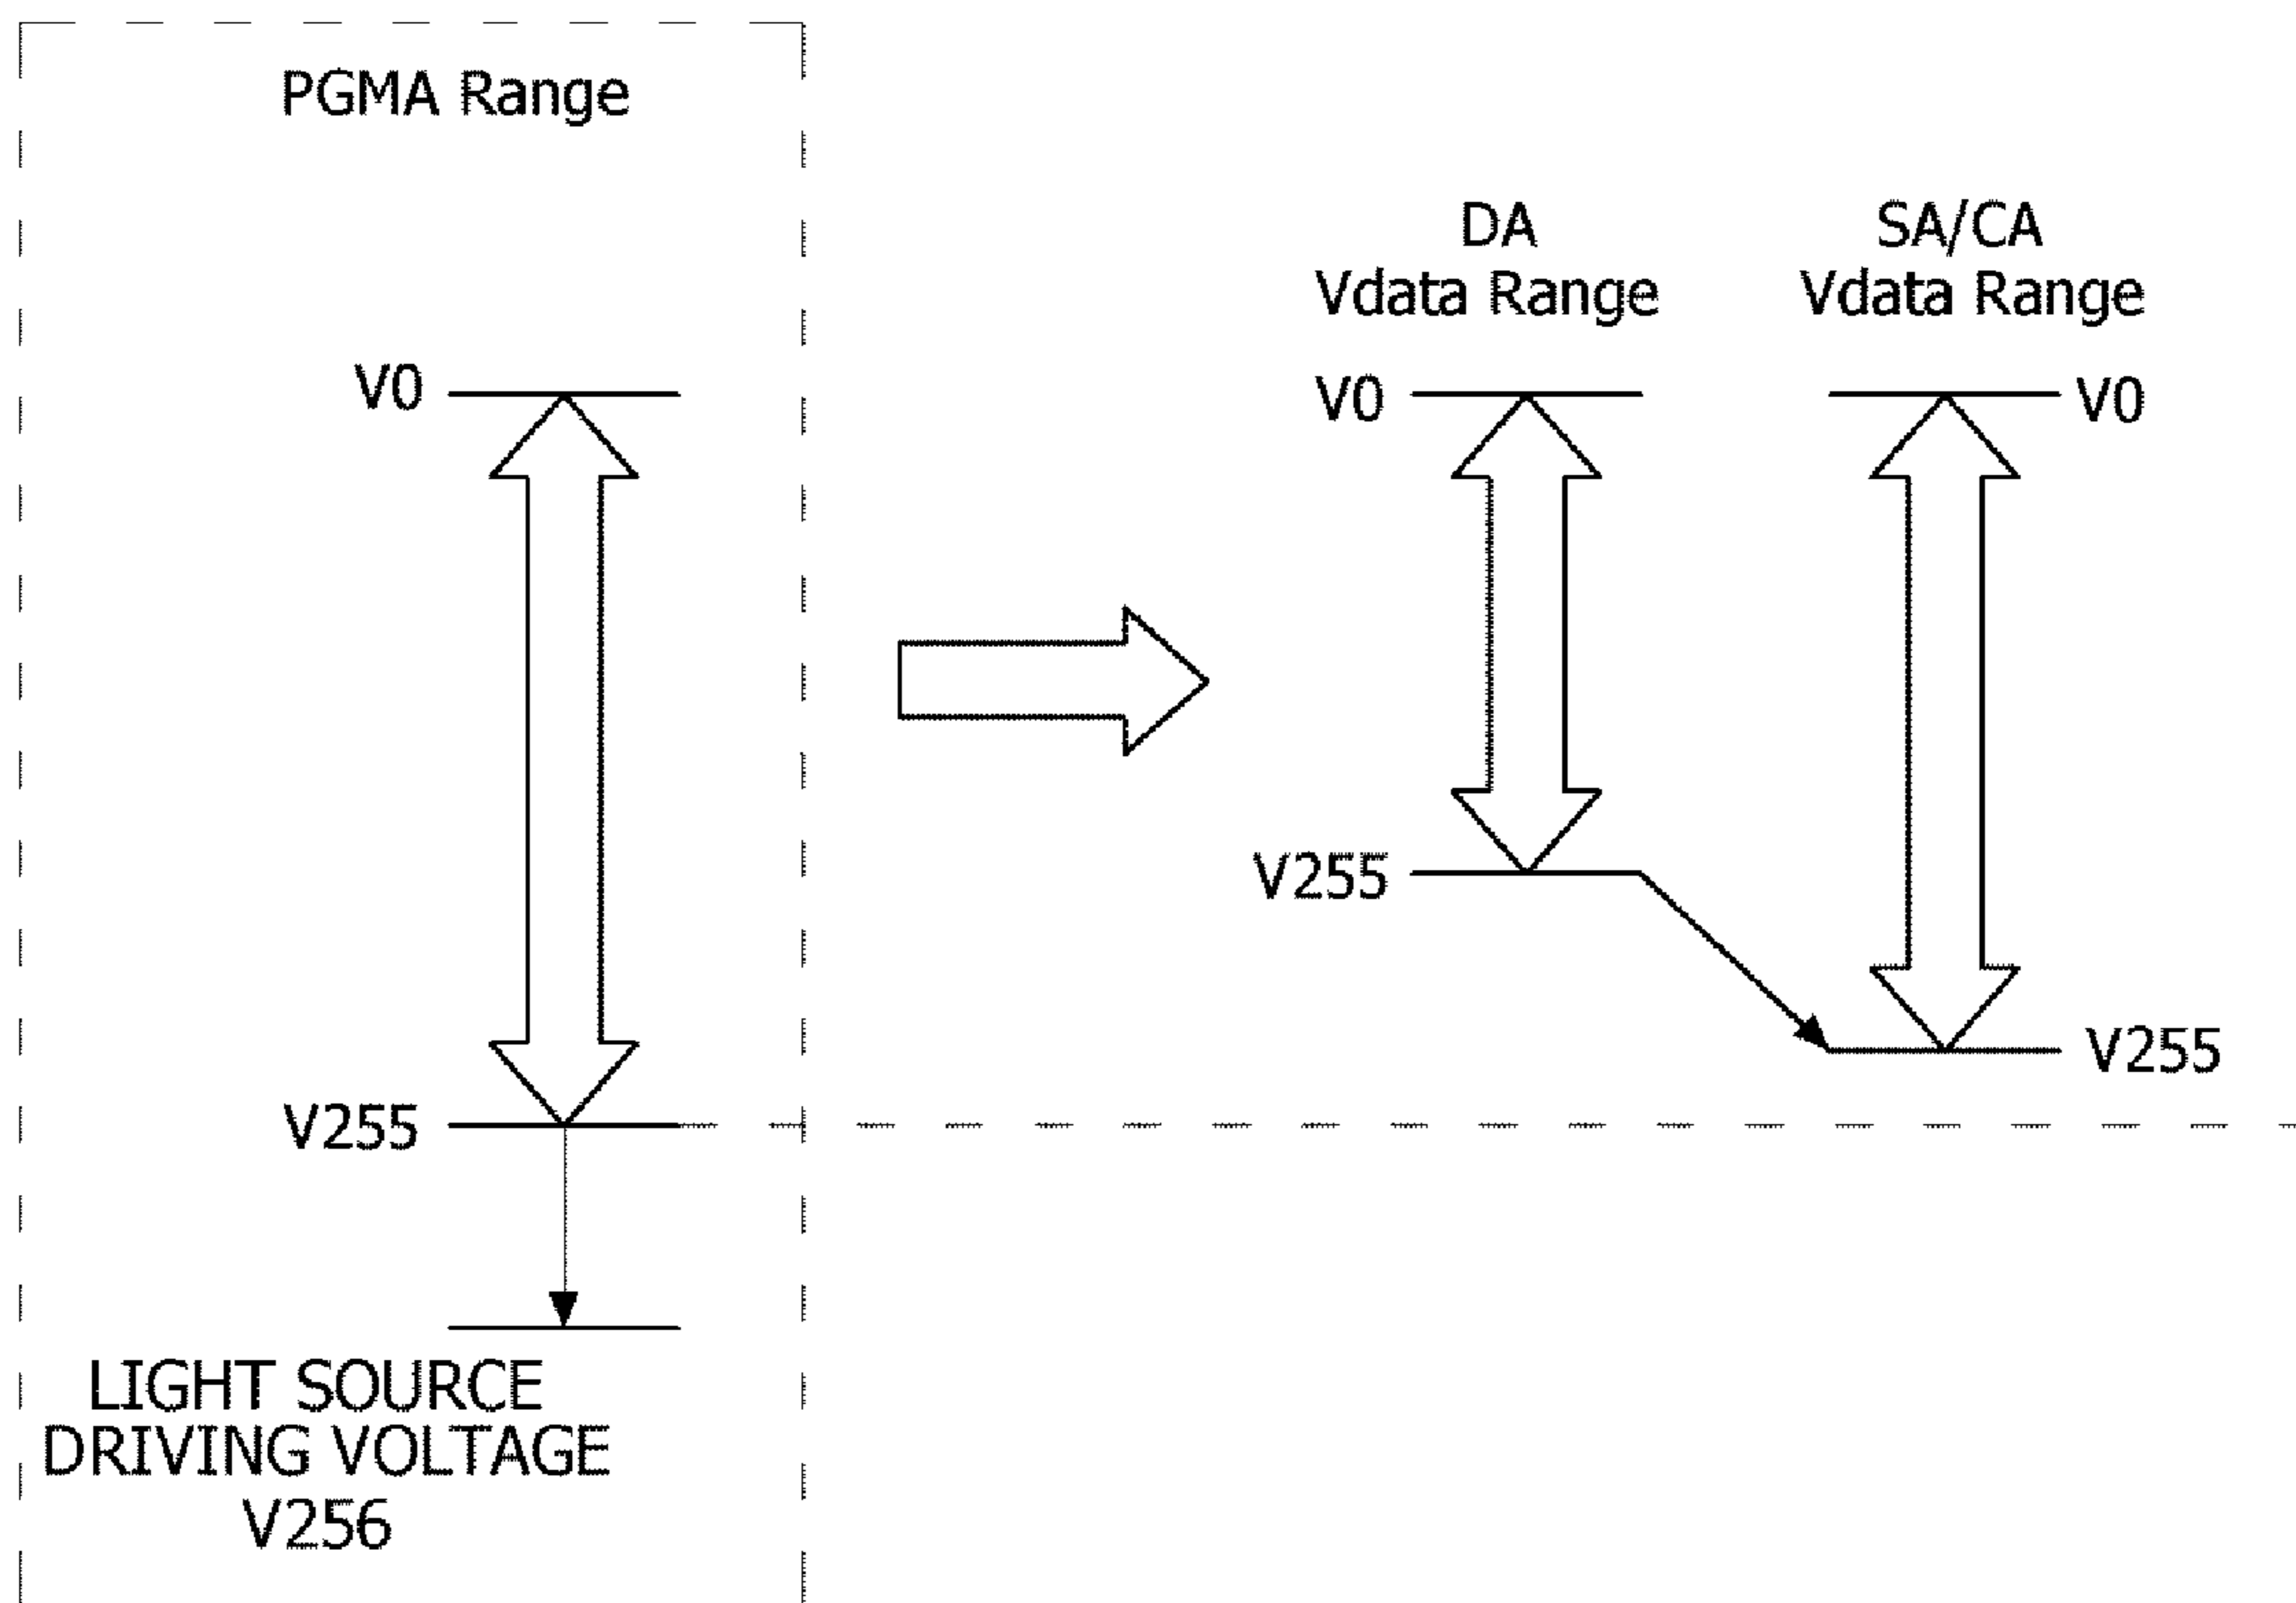 PGMA Range
V0
V255
LIGHT SOURCE
DRIVING VOLTAGE
V256
DA
Vdata Range
V0
V255
SA/CA
Vdata Range
V0
V255